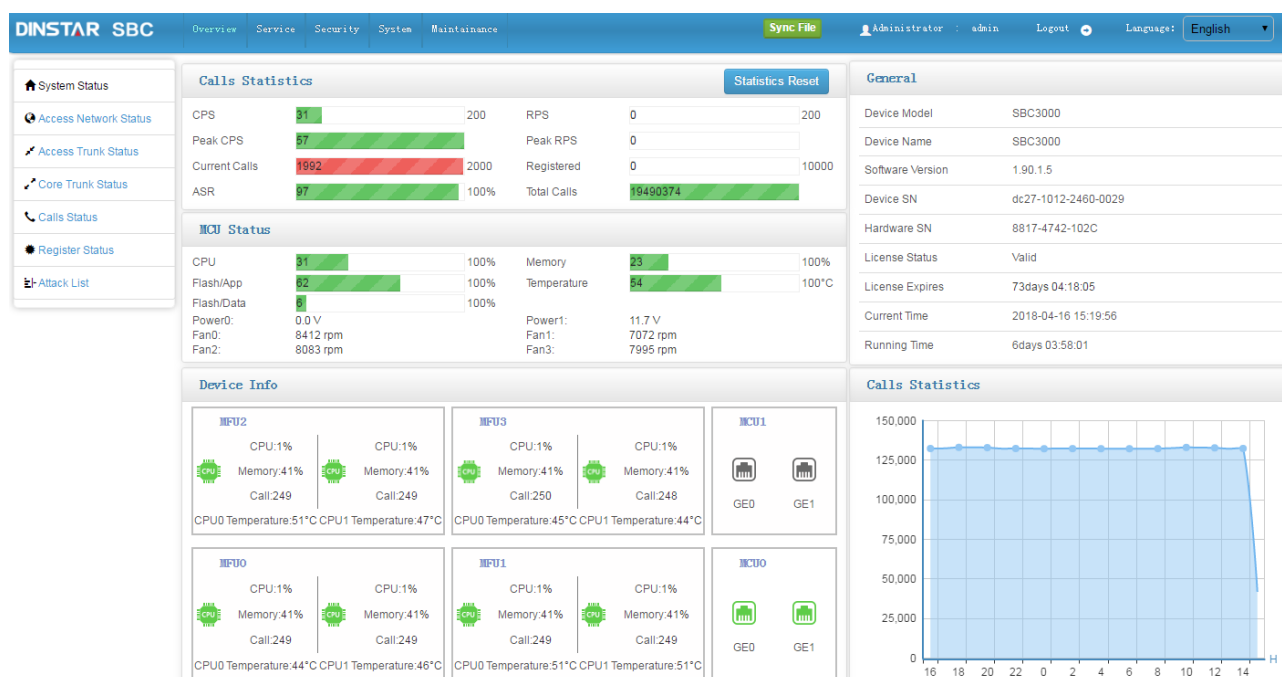 DINSTAR SBC
Overview Service Security System Maintainance
Sync File
Administrator : admin
Logout
Language: English
System Status
Access Network Status
Access Trunk Status
Core Trunk Status
Calls Status
Register Status
Attack List
Calls Statistics
Statistics Reset
CPS 31 200 RPS 0 200
Peak CPS 57 Peak RPS 0
Current Calls 1992 2000 Registered 0 10000
ASR 97 100% Total Calls 19490374
MCU Status
CPU 31 100% Memory 23 100%
Flash/App 62 100% Temperature 54 100°C
Flash/Data 6 100%
Power0: 0.0 V Power1: 11.7 V
Fan0: 8412 rpm Fan1: 7072 rpm
Fan2: 8083 rpm Fan3: 7995 rpm
General
Device Model SBC3000
Device Name SBC3000
Software Version 1.90.1.5
Device SN dc27-1012-2460-0029
Hardware SN 8817-4742-102C
License Status Valid
License Expires 73days 04:18:05
Current Time 2018-04-16 15:19:56
Running Time 6days 03:58:01
Device Info
MFU2
CPU:1% CPU:1%
CPU Memory:41% CPU Memory:41%
Call:249 Call:249
CPU0 Temperature:51°C CPU1 Temperature:47°C
MFU3
CPU:1% CPU:1%
CPU Memory:41% CPU Memory:41%
Call:250 Call:248
CPU0 Temperature:45°C CPU1 Temperature:44°C
MCU1
GE0 GE1
MFU0
CPU:1% CPU:1%
CPU Memory:41% CPU Memory:41%
Call:249 Call:249
CPU0 Temperature:44°C CPU1 Temperature:46°C
MFU1
CPU:1% CPU:1%
CPU Memory:41% CPU Memory:41%
Call:249 Call:249
CPU0 Temperature:51°C CPU1 Temperature:51°C
MCU0
GE0 GE1
Calls Statistics
150,000
125,000
100,000
75,000
50,000
25,000
0
16 18 20 22 0 2 4 6 8 10 12 14 H